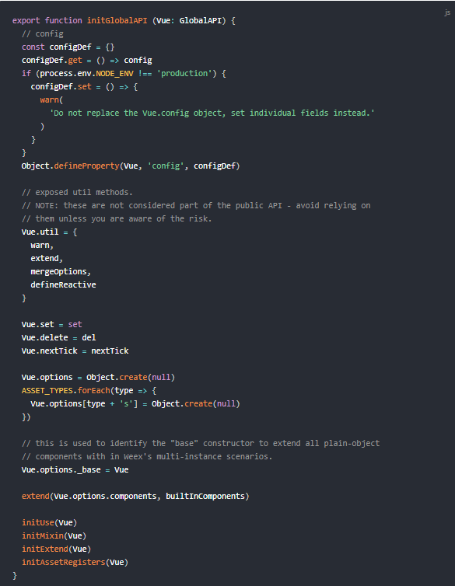 js
export function initGlobalAPI (Vue: GlobalAPI) {
  // config
  const configDef = {}
  configDef.get = () => config
  if (process.env.NODE_ENV !== 'production') {
    configDef.set = () => {
      warn(
        'Do not replace the Vue.config object, set individual fields instead.'
      )
    }
  }
  Object.defineProperty(Vue, 'config', configDef)

  // exposed util methods.
  // NOTE: these are not considered part of the public API - avoid relying on
  // them unless you are aware of the risk.
  Vue.util = {
    warn,
    extend,
    mergeOptions,
    defineReactive
  }

  Vue.set = set
  Vue.delete = del
  Vue.nextTick = nextTick

  Vue.options = Object.create(null)
  ASSET_TYPES.forEach(type => {
    Vue.options[type + 's'] = Object.create(null)
  })

  // this is used to identify the "base" constructor to extend all plain-object
  // components with in Weex's multi-instance scenarios.
  Vue.options._base = Vue

  extend(Vue.options.components, builtInComponents)

  initUse(Vue)
  initMixin(Vue)
  initExtend(Vue)
  initAssetRegisters(Vue)
}